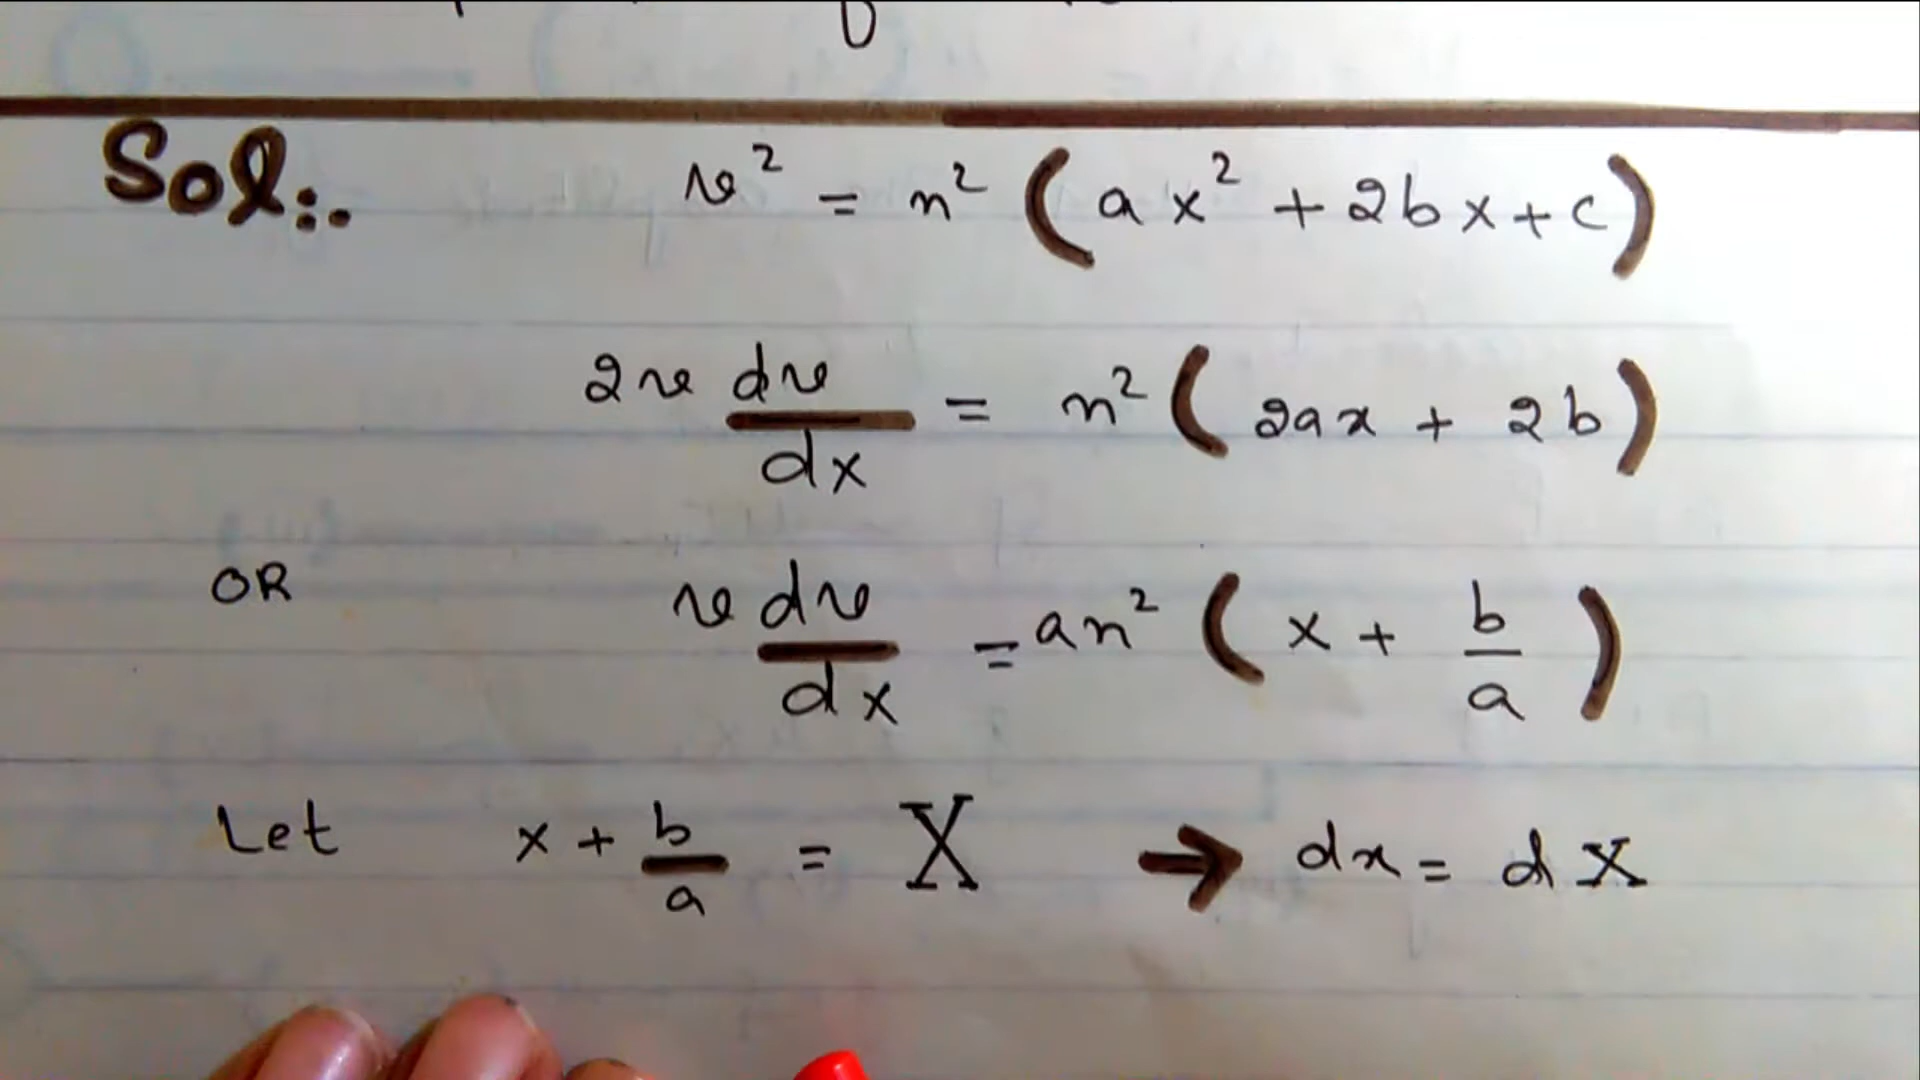 Sol:. v² = n² (ax² + 2bx + c)
2v dv/dx = n² (2ax + 2b)
OR v dv/dx = an² (x + b/a)
Let x + b/a = X → dx = dX